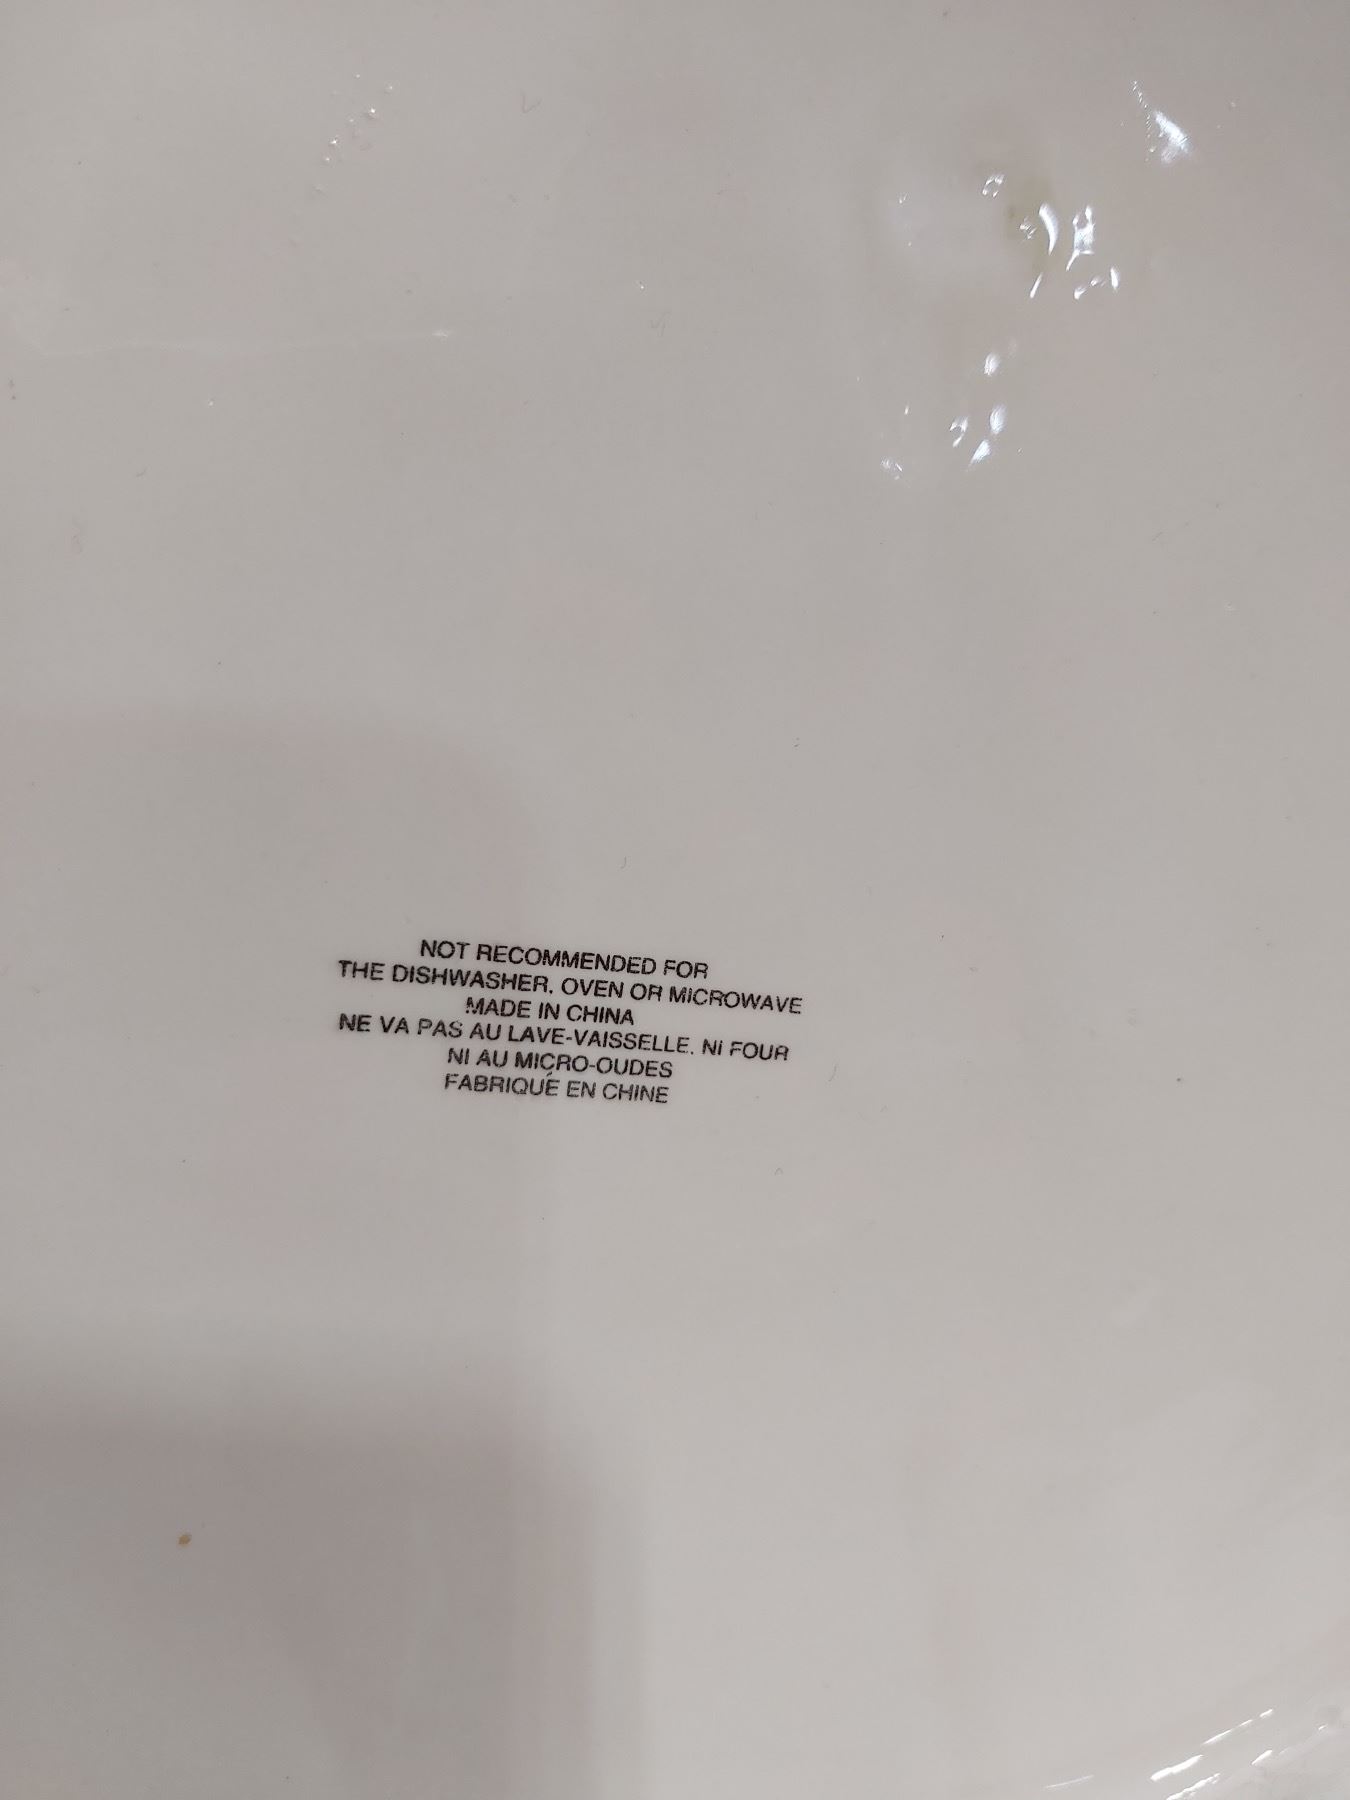 NOT RECOMMENDED FOR
THE DISHWASHER. OVEN OR MICROWAVE
MADE IN CHINA
NE VA PAS AU LAVE-VAISSELLE. Ni FOUR
NI AU MIÇRO-OUDES
FABRIQUÉ EN CHINE